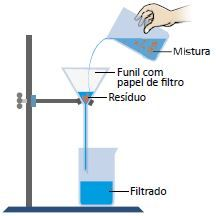 Mistura
Funil com
papel de filtro
Resíduo
Filtrado